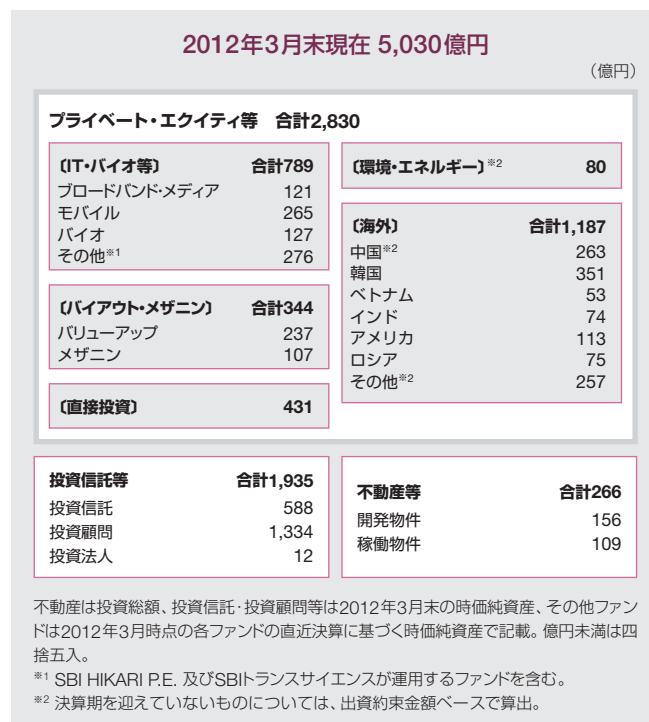 2012年3月末現在 5,030億円
（億円）
プライベート・エクイティ等　合計2,830
〔IT・バイオ等〕 合計789
ブロードバンド・メディア 121
モバイル 265
バイオ 127
その他※1 276
〔バイアウト・メザニン〕 合計344
バリューアップ 237
メザニン 107
〔直接投資〕 431
〔環境・エネルギー〕※2 80
〔海外〕 合計1,187
中国※2 263
韓国 351
ベトナム 53
インド 74
アメリカ 113
ロシア 75
その他※2 257
投資信託等 合計1,935
投資信託 588
投資顧問 1,334
投資法人 12
不動産等 合計266
開発物件 156
稼働物件 109
不動産は投資総額、投資信託・投資顧問等は2012年3月末の時価純資産、その他ファン
ドは2012年3月時点の各ファンドの直近決算に基づく時価純資産で記載。億円未満は四
捨五入。
※1 SBI HIKARI P.E. 及びSBIトランスサイエンスが運用するファンドを含む。
※2 決算期を迎えていないものについては、出資約束金額ベースで算出。